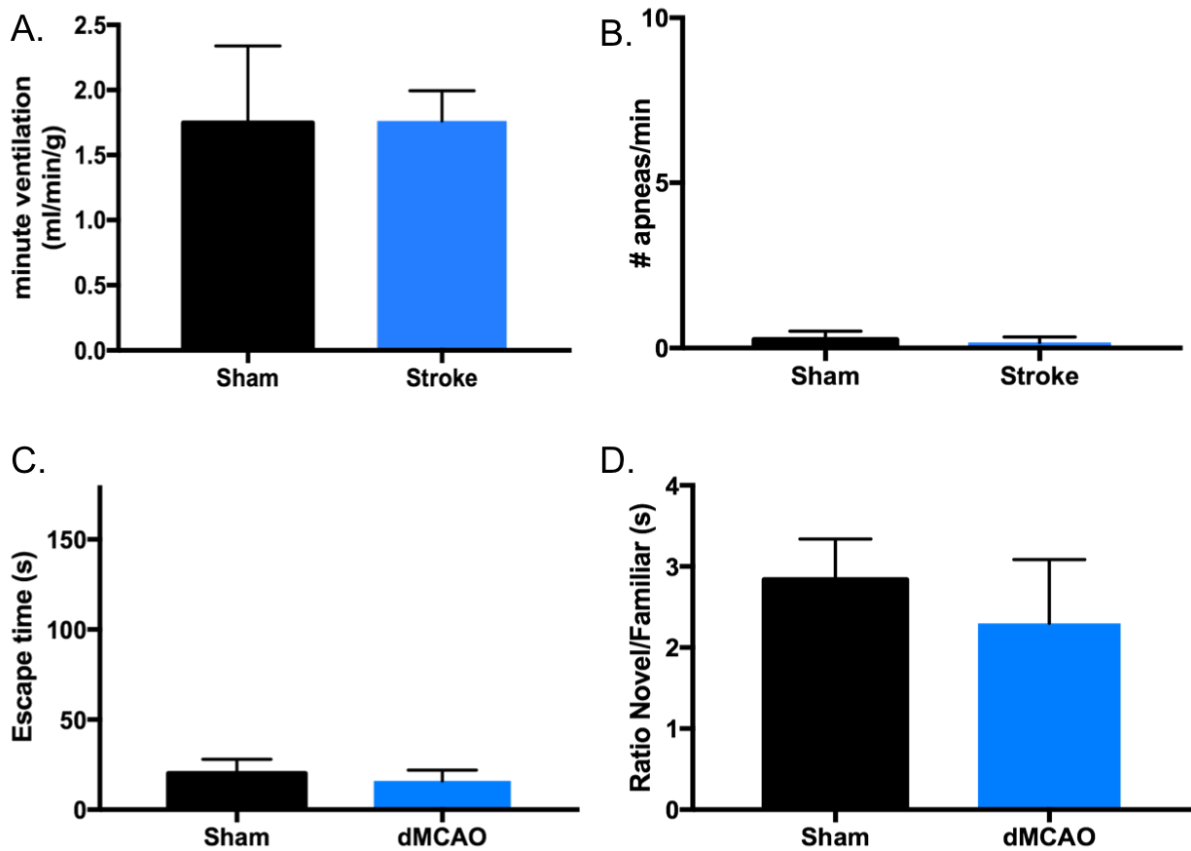 A.
minute ventilation
(ml/min/g)
2.5
2.0
1.5
1.0
0.5
0.0
Sham Stroke
B.
# apneas/min
10
5
0
Sham Stroke
C.
Escape time (s)
150
100
50
0
Sham dMCAO
D.
Ratio Novel/Familiar (s)
4
3
2
1
0
Sham dMCAO